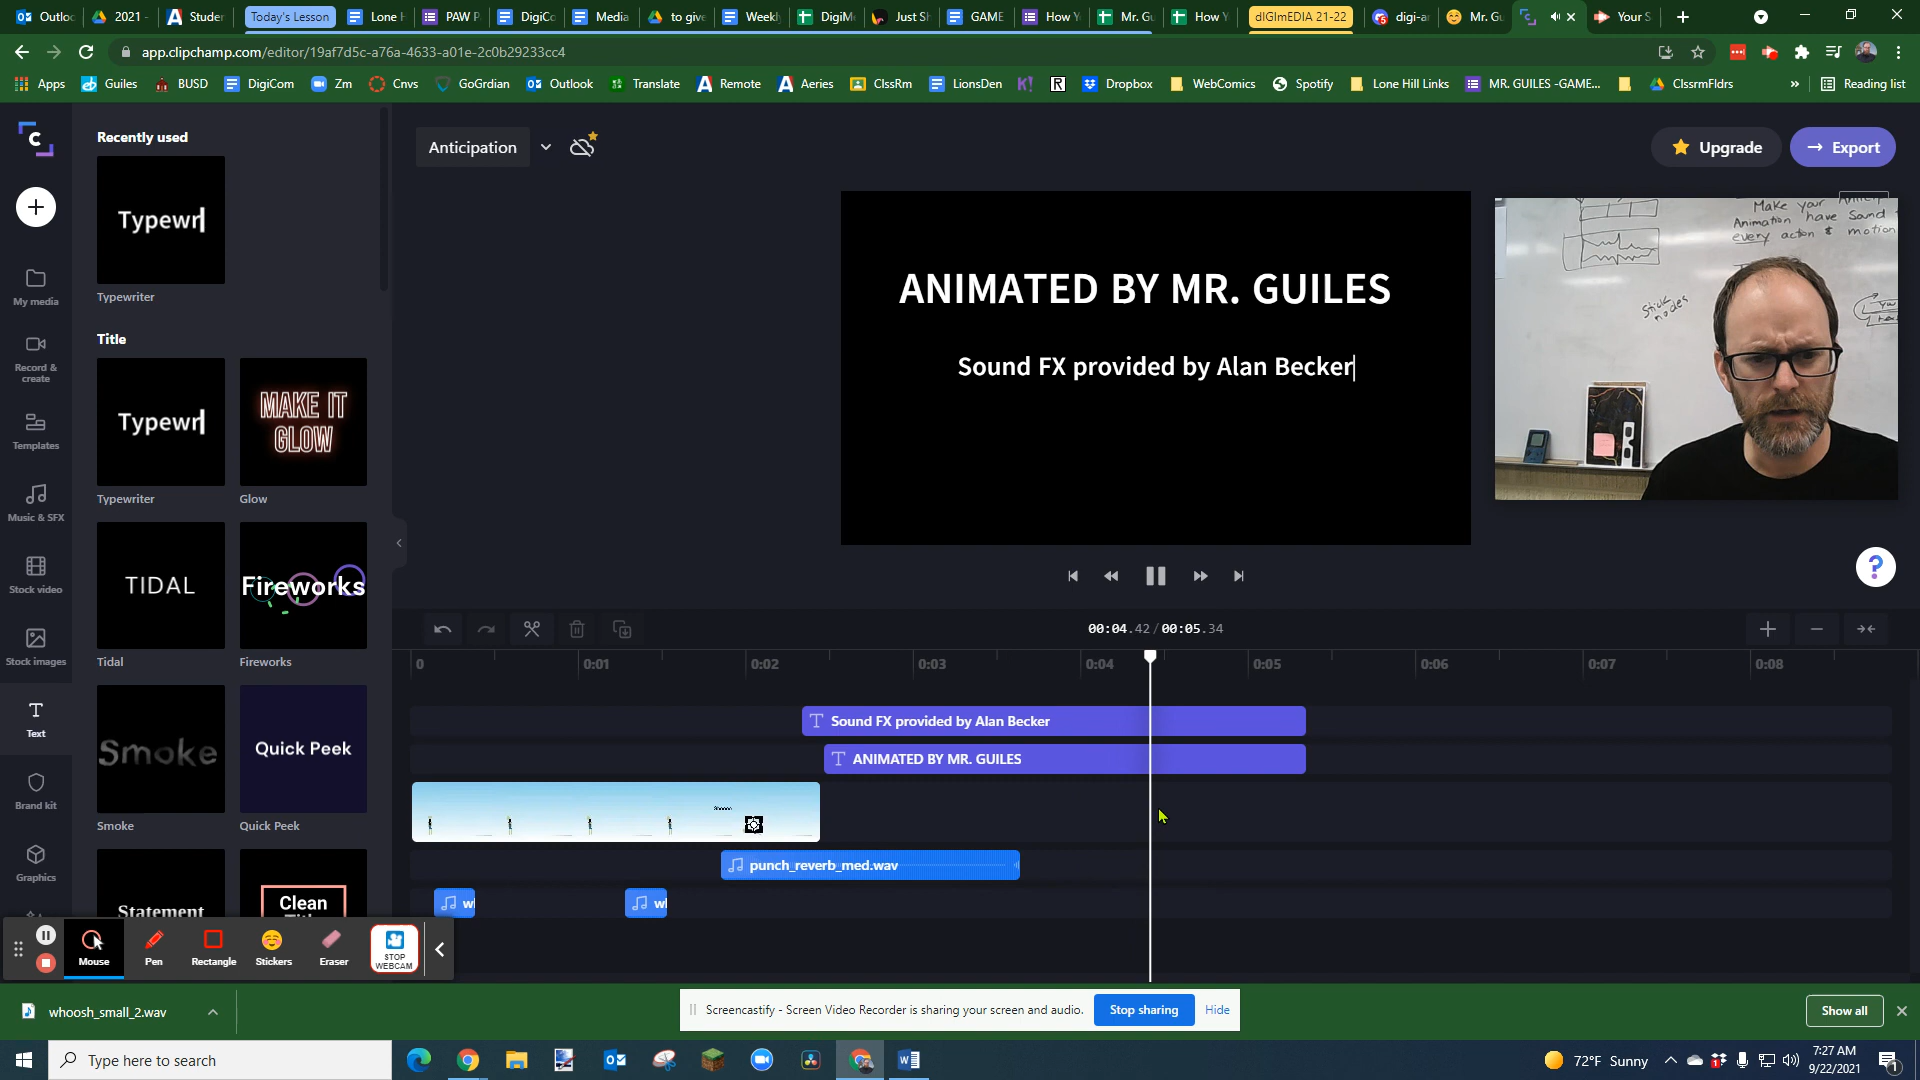 Outloo
2021 -
Studen
Today's Lesson
Lone H
PAW P
DigiCo
Media
to give
Weekly
DigiMe
Just Sh
GAME
How Y
Mr. Gu
How Y
dIGImEDIA 21-22
digi-an
Mr. Gu
Your S
app.clipchamp.com/editor/19af7d5c-a76a-4633-a01e-2c0b29233cc4
Apps
Guiles
BUSD
DigiCom
Zm
Cnvs
GoGrdian
Outlook
Translate
Remote
Aeries
ClssRm
LionsDen
Dropbox
WebComics
Spotify
Lone Hill Links
MR. GUILES -GAME...
ClssrmFldrs
»
Reading list
Recently used
Typewr
Typewriter
Title
Typewr
Typewriter
MAKE IT
GLOW
Glow
TIDAL
Tidal
Fireworks
Fireworks
Smoke
Smoke
Quick Peek
Quick Peek
Statement
Clean
My media
Record &
create
Templates
Music & SFX
Stock video
Stock images
Text
Brand kit
Graphics
Anticipation
Upgrade
Export
ANIMATED BY MR. GUILES
Sound FX provided by Alan Becker
Make your
Animation have Sound
every action & motion
Stick
nodes
?
00:04.42 / 00:05.34
0
0:01
0:02
0:03
0:04
0:05
0:06
0:07
0:08
Sound FX provided by Alan Becker
ANIMATED BY MR. GUILES
punch_reverb_med.wav
wl
wl
Mouse
Pen
Rectangle
Stickers
Eraser
STOP
WEBCAM
whoosh_small_2.wav
Screencastify - Screen Video Recorder is sharing your screen and audio.
Stop sharing
Hide
Show all
Type here to search
72°F Sunny
7:27 AM
9/22/2021
1